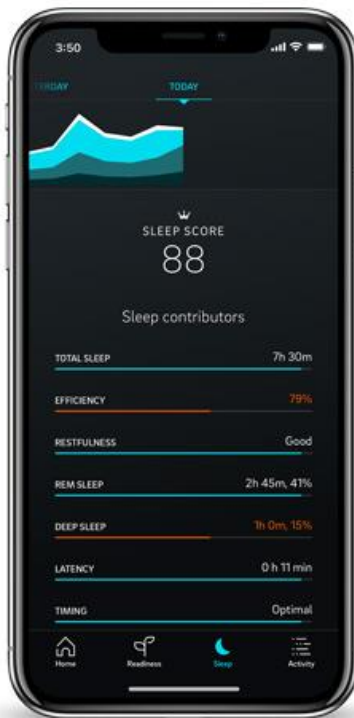 3:50
TODAY
SLEEP SCORE
88
Sleep contributors
TOTAL SLEEP 7h 30m
EFFICIENCY 79%
RESTFULNESS Good
REM SLEEP 2h 45m, 41%
DEEP SLEEP 1h 0m, 15%
LATENCY 0 h 11 min
TIMING Optimal
Home Readiness Sleep Activity